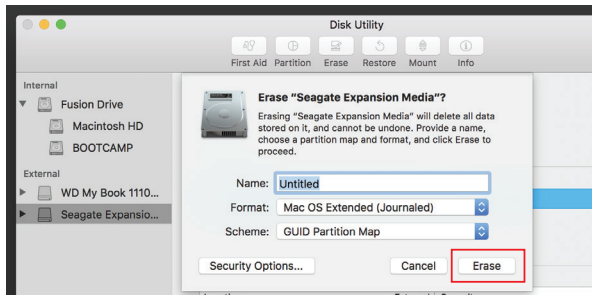 Disk Utility
First Aid Partition Erase Restore Mount Info
Internal
Fusion Drive
Macintosh HD
BOOTCAMP
External
WD My Book 1110...
Seagate Expansio...
Erase “Seagate Expansion Media”?
Erasing “Seagate Expansion Media” will delete all data
stored on it, and cannot be undone. Provide a name,
choose a partition map and format, and click Erase to
proceed.
Name: Untitled
Format: Mac OS Extended (Journaled)
Scheme: GUID Partition Map
Security Options... Cancel Erase